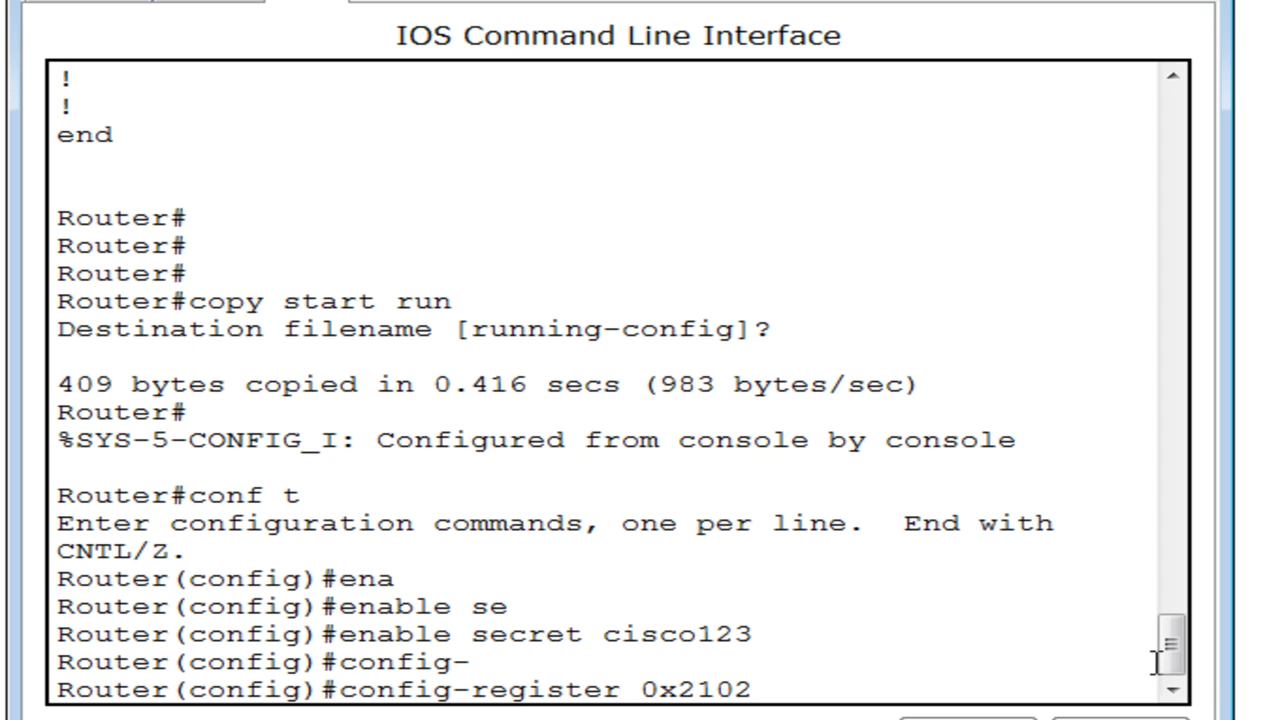 IOS Command Line Interface
!
!
end
Router#
Router#
Router#
Router#copy start run
Destination filename [running-config]?
409 bytes copied in 0.416 secs (983 bytes/sec)
Router#
%SYS-5-CONFIG_I: Configured from console by console
Router#conf t
Enter configuration commands, one per line.  End with
CNTL/Z.
Router(config)#ena
Router(config)#enable se
Router(config)#enable secret cisco123
Router(config)#config-
Router(config)#config-register 0x2102